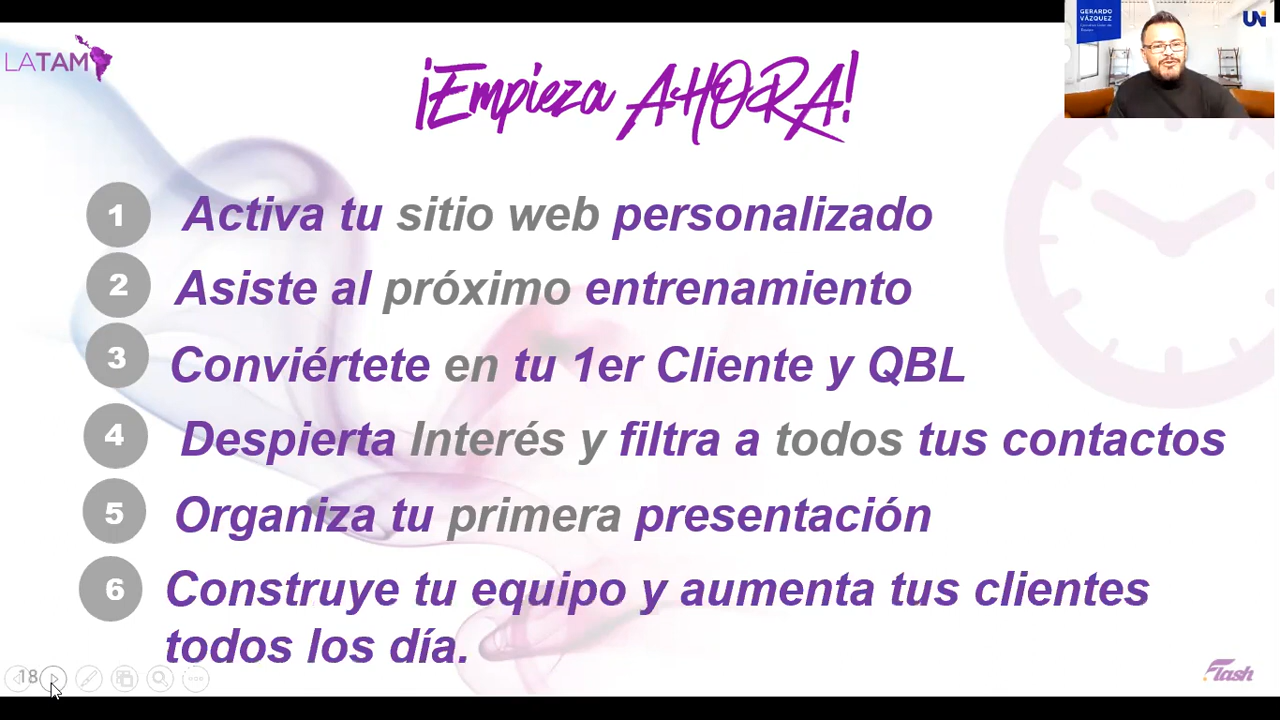 LATAM
¡Empieza AHORA!
GERARDO
VÁZQUEZ
UNi
1 Activa tu sitio web personalizado
2 Asiste al próximo entrenamiento
3 Conviértete en tu 1er Cliente y QBL
4 Despierta Interés y filtra a todos tus contactos
5 Organiza tu primera presentación
6 Construye tu equipo y aumenta tus clientes
todos los día.
18
Flash